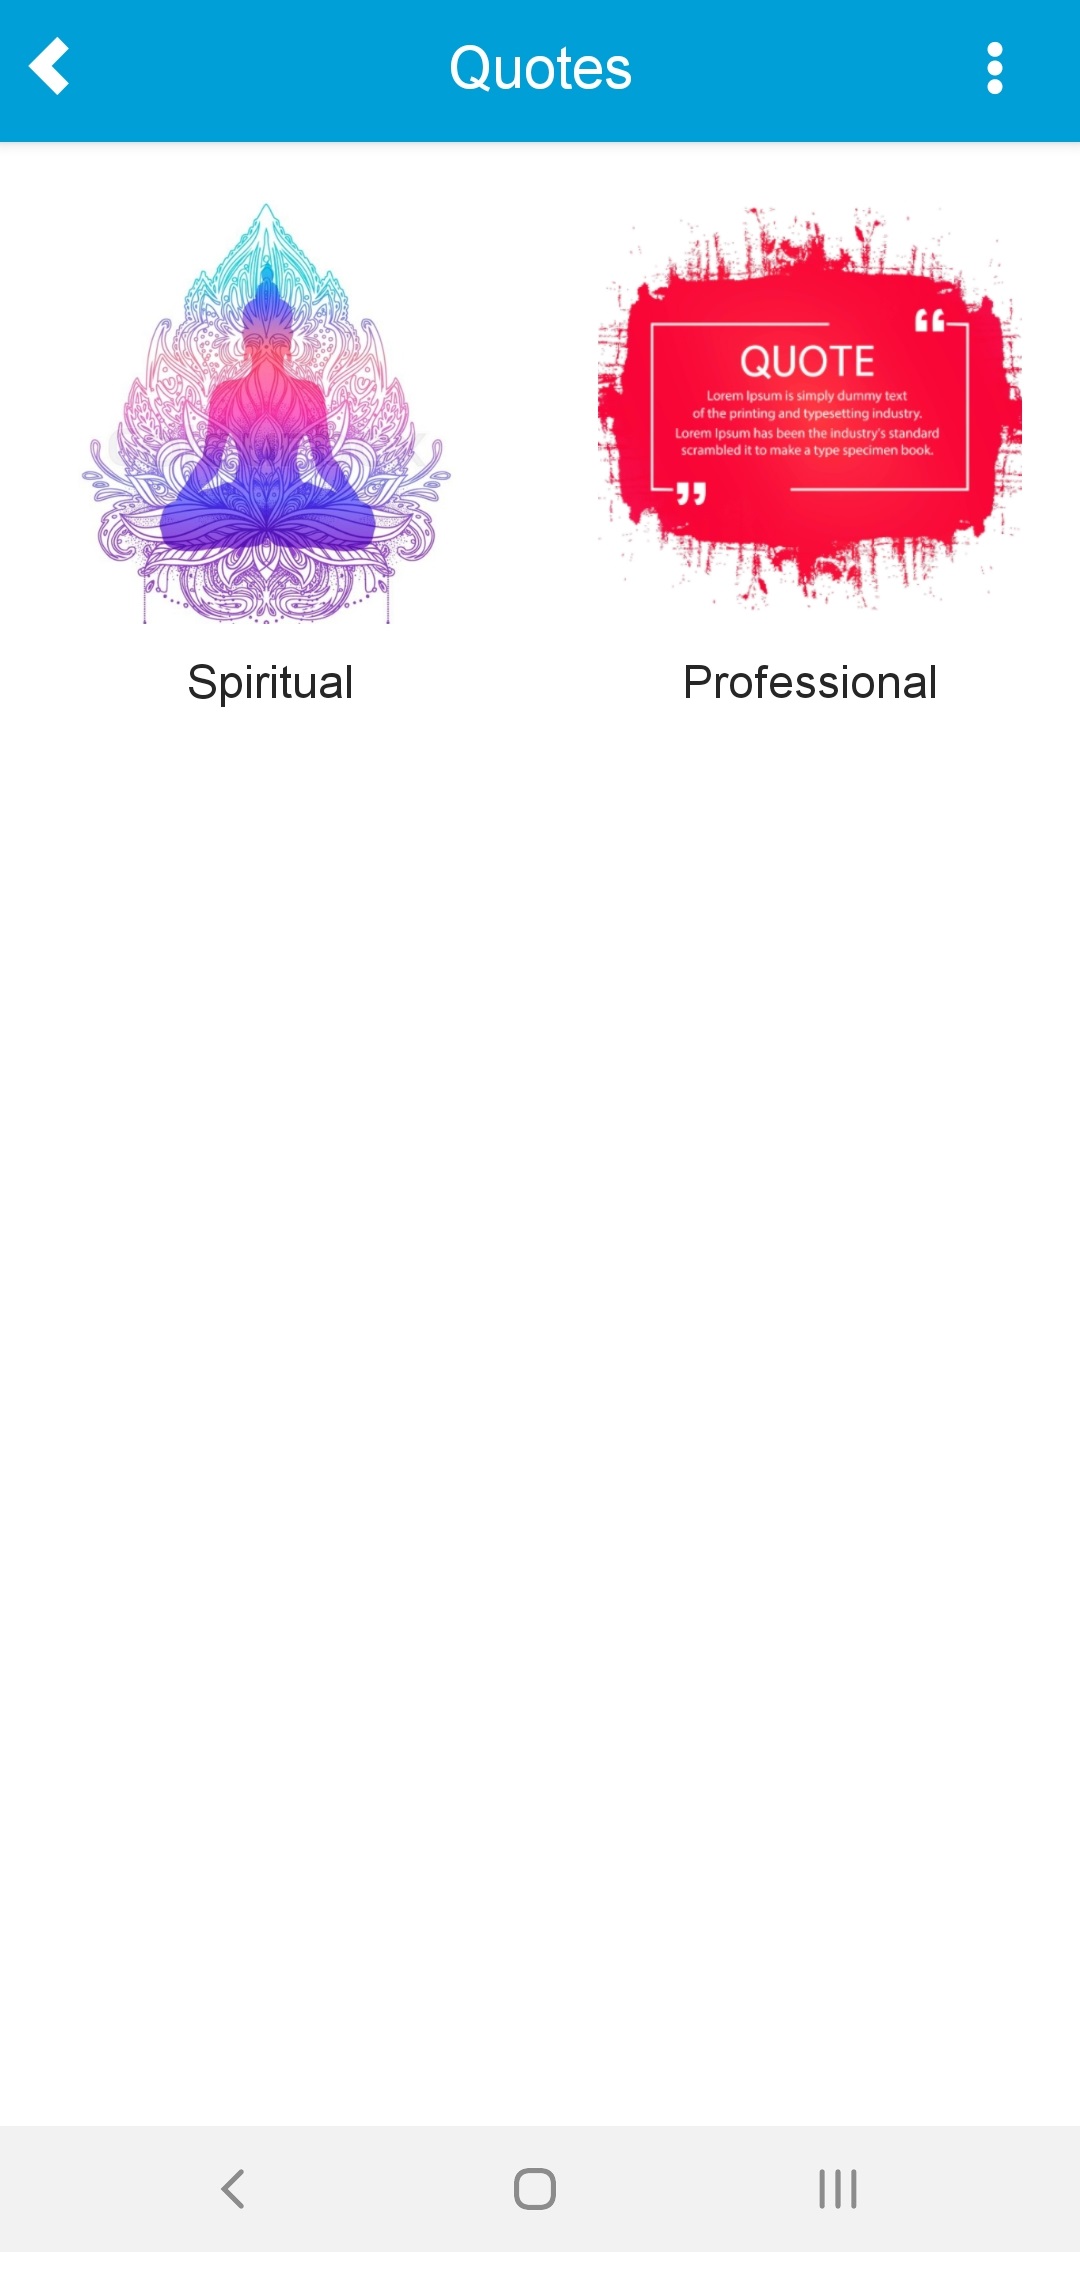 Quotes
QUOTE
Lorem Ipsum is simply dummy text
of the printing and typesetting industry.
Lorem Ipsum has been the industry's standard
scrambled it to make a type specimen book.
Spiritual
Professional